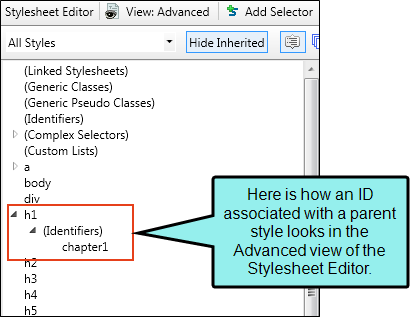 Stylesheet Editor View: Advanced Add Selector
All Styles Hide Inherited
(Linked Stylesheets)
(Generic Classes)
(Generic Pseudo Classes)
(Identifiers)
(Complex Selectors)
(Custom Lists)
a
body
div
h1
(Identifiers)
chapter1
h2
h3
h4
h5
Here is how an ID
associated with a parent
style looks in the
Advanced view of the
Stylesheet Editor.